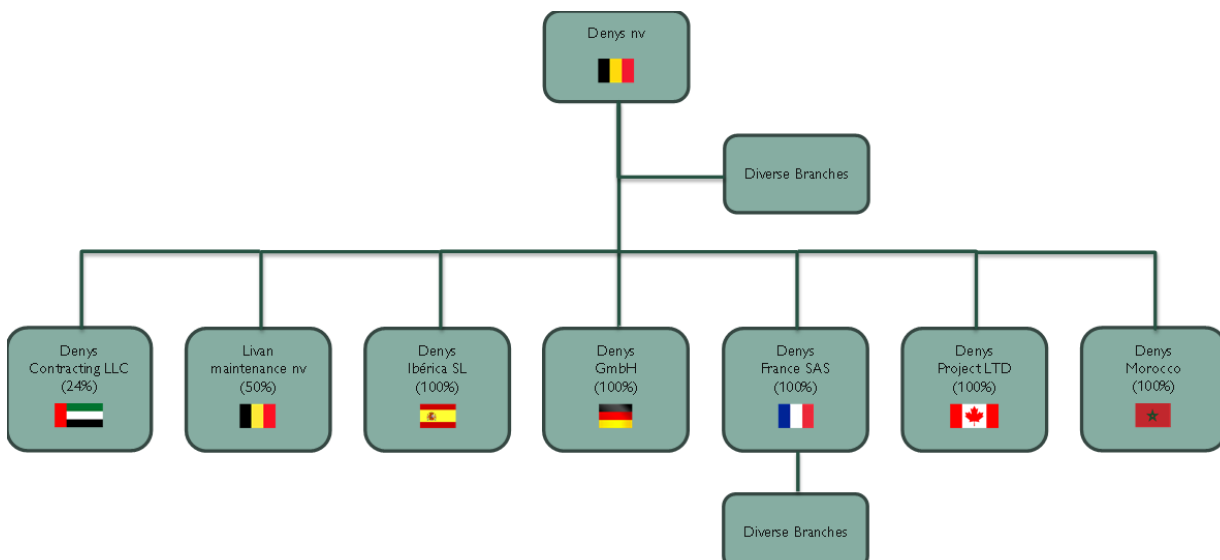 Denys nv
Diverse Branches
Denys
Contracting LLC
(24%)
Livan
maintenance nv
(50%)
Denys
Ibérica SL
(100%)
Denys
GmbH
(100%)
Denys
France SAS
(100%)
Denys
Project LTD
(100%)
Denys
Morocco
(100%)
Diverse Branches